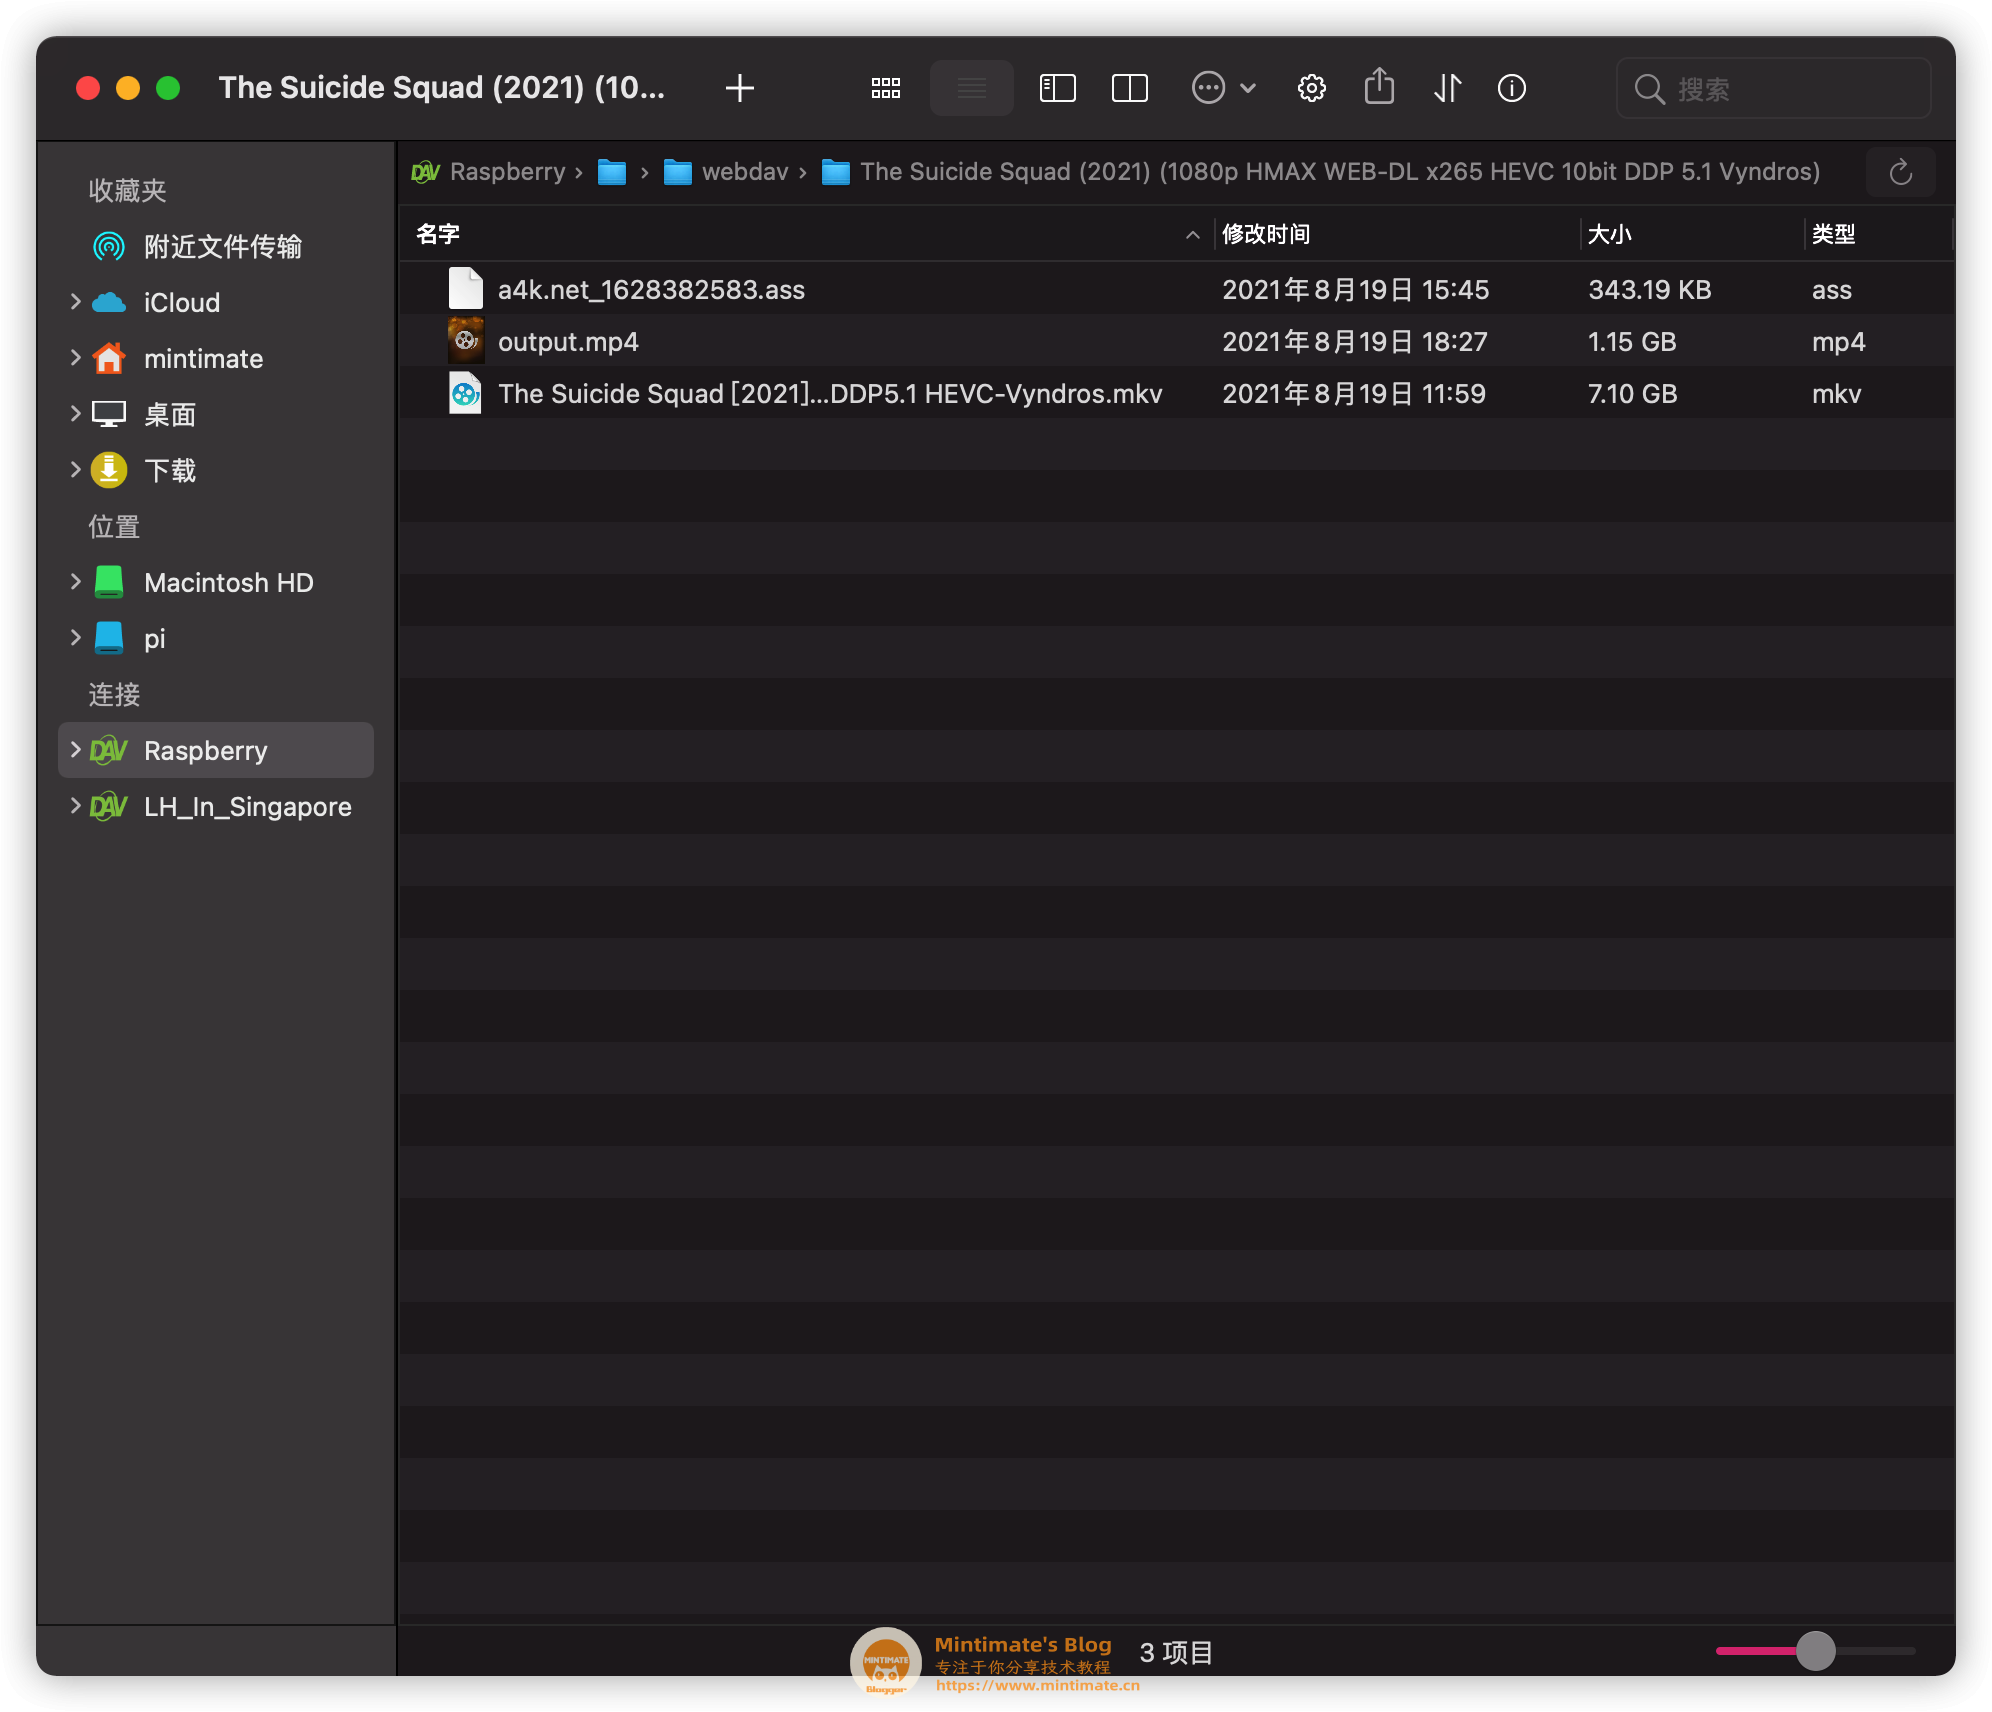 The Suicide Squad (2021) (10...
搜索
收藏夹
附近文件传输
iCloud
mintimate
桌面
下载
位置
Macintosh HD
pi
连接
DAV Raspberry
DAV LH_In_Singapore
DAV Raspberry › › webdav › The Suicide Squad (2021) (1080p HMAX WEB-DL x265 HEVC 10bit DDP 5.1 Vyndros)
名字 修改时间 大小 类型
a4k.net_1628382583.ass 2021年8月19日 15:45 343.19 KB ass
output.mp4 2021年8月19日 18:27 1.15 GB mp4
The Suicide Squad [2021]...DDP5.1 HEVC-Vyndros.mkv 2021年8月19日 11:59 7.10 GB mkv
MINTIMATE
Blogger
Mintimate's Blog
专注于你分享技术教程
https://www.mintimate.cn
3 项目